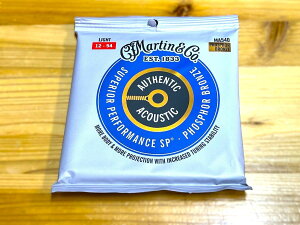 LIGHT
12 - 54
C.F. Martin & Co.
EST. 1833
MA540
AUTHENTIC
ACOUSTIC
SUPERIOR PERFORMANCE SP® • PHOSPHOR BRONZE
MORE BODY & MORE PROJECTION WITH INCREASED TUNING STABILITY